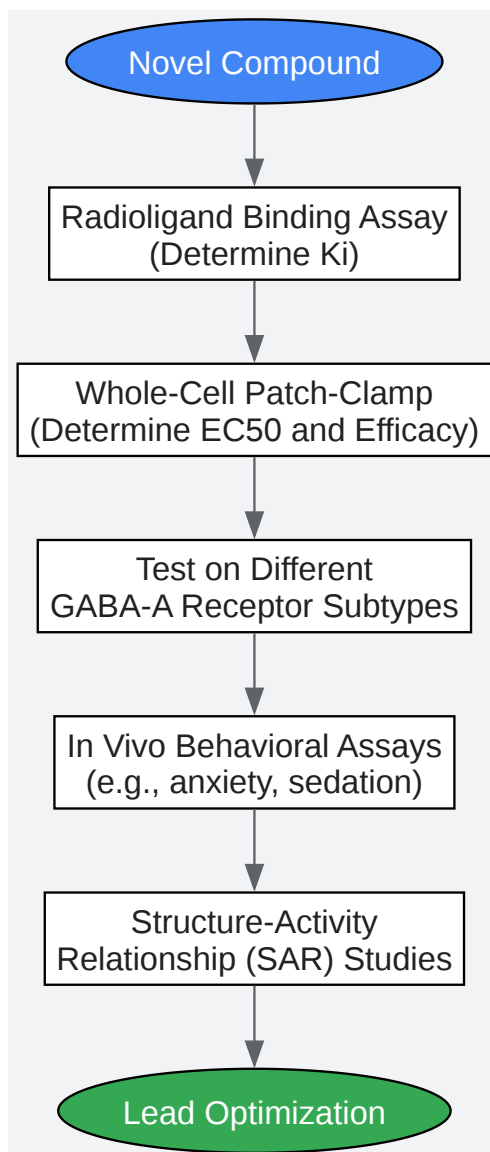 Novel Compound
Radioligand Binding Assay
(Determine Ki)
Whole-Cell Patch-Clamp
(Determine EC50 and Efficacy)
Test on Different
GABA-A Receptor Subtypes
In Vivo Behavioral Assays
(e.g., anxiety, sedation)
Structure-Activity
Relationship (SAR) Studies
Lead Optimization